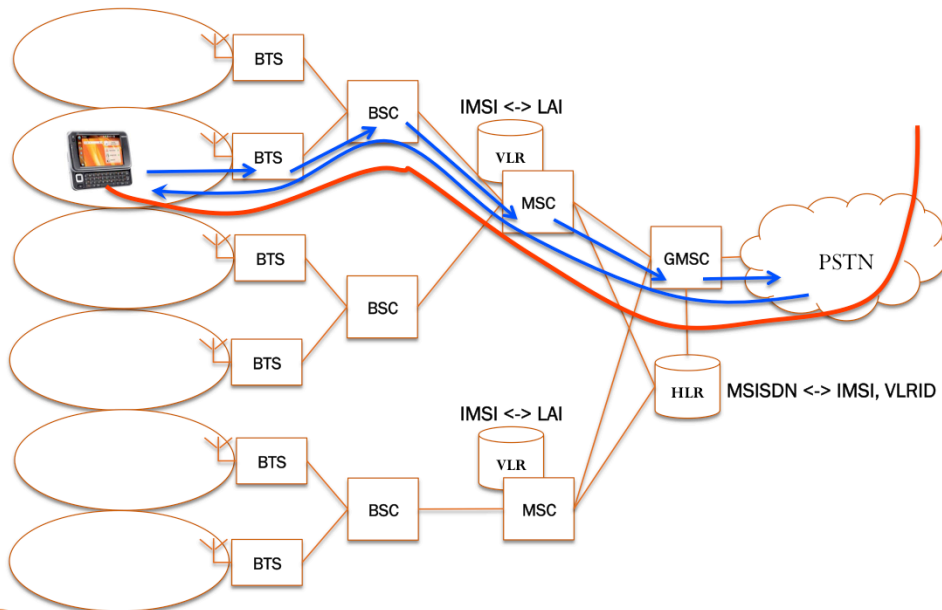 BTS
BSC
IMSI <-> LAI
VLR
BTS
MSC
BTS
GMSC
PSTN
BSC
BTS
HLR
MSISDN <-> IMSI, VLRID
IMSI <-> LAI
BTS
VLR
BSC
MSC
BTS